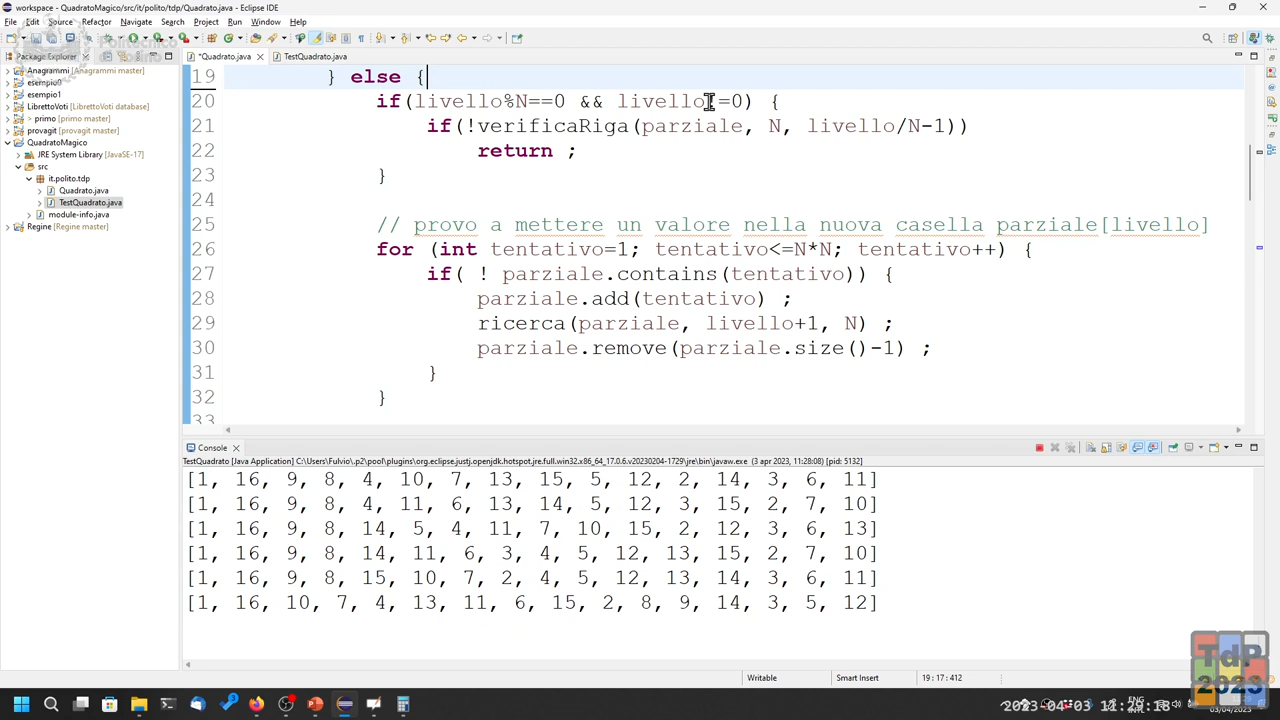 workspace - QuadratoMagico/src/it/polito/tdp/Quadrato.java - Eclipse IDE
File Edit Source Refactor Navigate Search Project Run Window Help
Politecnico
Package Explorer
*Quadrato.java
TestQuadrato.java
Anagrammi [Anagrammi master]
esempio0
esempio1
LibrettoVoti [LibrettoVoti database]
> primo [provagit master]
provagit [provagit master]
QuadratoMagico
JRE System Library [JavaSE-17]
src
it.polito.tdp
Quadrato.java
TestQuadrato.java
module-info.java
Regine [Regine master]
19 } else {
20 if(livello%N==0 && livello!=0) {
21 if(!verificaRiga(parziale, N, livello/N-1))
22 return ;
23 }
24
25 // provo a mettere un valore nella nuova casella parziale[livello]
26 for (int tentativo=1; tentativo<=N*N; tentativo++) {
27 if( ! parziale.contains(tentativo)) {
28 parziale.add(tentativo) ;
29 ricerca(parziale, livello+1, N) ;
30 parziale.remove(parziale.size()-1) ;
31 }
32 }
33
Console
TestQuadrato [Java Application] C:\Users\Fulvio\.p2\pool\plugins\org.eclipse.justj.openjdk.hotspot.jre.full.win32.x86_64_17.0.6.v20230204-1729\jre\bin\javaw.exe (3 apr 2023, 11:28:08) [pid: 5132]
[1, 16, 9, 8, 4, 10, 7, 13, 15, 5, 12, 2, 14, 3, 6, 11]
[1, 16, 9, 8, 4, 11, 6, 13, 14, 5, 12, 3, 15, 2, 7, 10]
[1, 16, 9, 8, 14, 5, 4, 11, 7, 10, 15, 2, 12, 3, 6, 13]
[1, 16, 9, 8, 14, 11, 6, 3, 4, 5, 12, 13, 15, 2, 7, 10]
[1, 16, 9, 8, 15, 10, 7, 2, 4, 5, 12, 13, 14, 3, 6, 11]
[1, 16, 10, 7, 4, 13, 11, 6, 15, 2, 8, 9, 14, 3, 5, 12]
Writable
Smart Insert
19 : 17 : 412
TdP
2023
ENG
2023-04-03 11:28:18